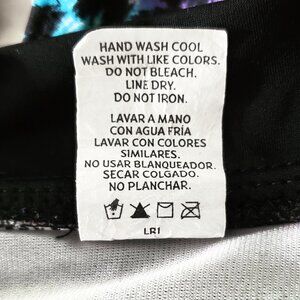 HAND WASH COOL
WASH WITH LIKE COLORS.
DO NOT BLEACH.
LINE DRY.
DO NOT IRON.
LAVAR A MANO
CON AGUA FRÍA
LAVAR CON COLORES
SIMILARES.
NO USAR BLANQUEADOR.
SECAR COLGADO.
NO PLANCHAR.
LR1